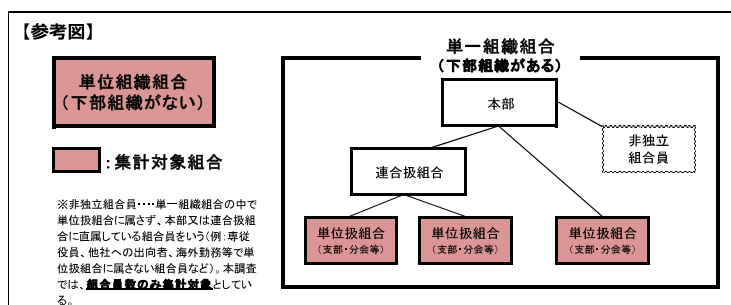 【参考図】
単位組織組合
(下部組織がない)
:集計対象組合
※非独立組合員‥‥単一組織組合の中で
単位扱組合に属さず、本部又は連合扱組
合に直属している組合員をいう(例:専従
役員、他社への出向者、海外勤務等で単
位扱組合に属さない組合員など)。本調査
では、組合員数のみ集計対象としてい
る。
単一組織組合
(下部組織がある)
本部
非独立
組合員
連合扱組合
単位扱組合
(支部・分会等)
単位扱組合
(支部・分会等)
単位扱組合
(支部・分会等)